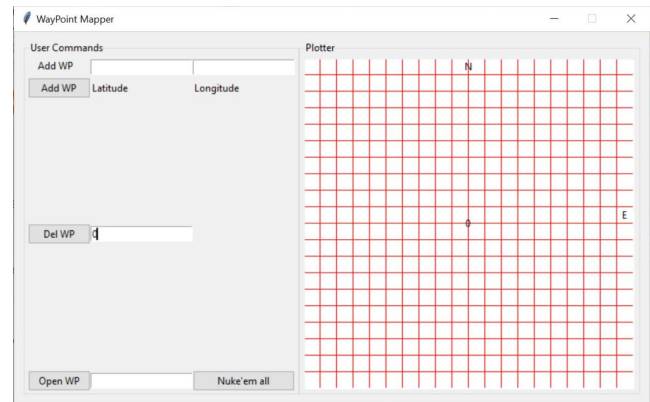 WayPoint Mapper
User Commands
Plotter
Add WP
N
Add WP Latitude Longitude
E
0
Del WP 0
Open WP Nuke'em all